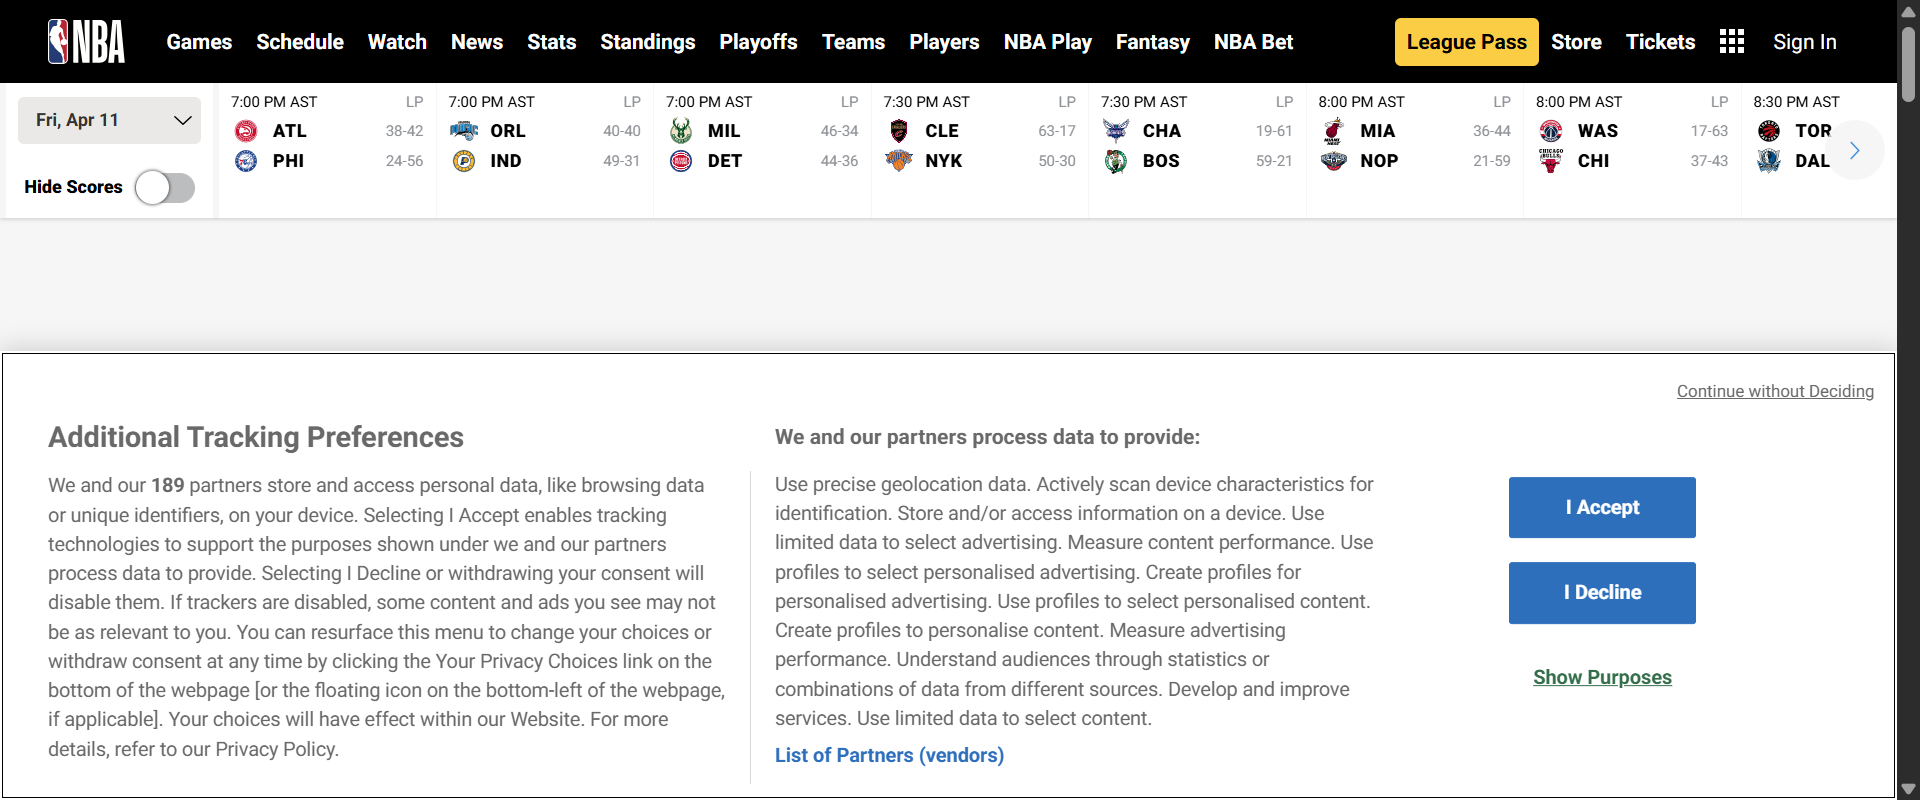 NBA Games Schedule Watch News Stats Standings Playoffs Teams Players NBA Play Fantasy NBA Bet League Pass Store Tickets Sign In
Fri, Apr 11
Hide Scores
7:00 PM AST LP
ATL 38-42
PHI 24-56
7:00 PM AST LP
ORL 40-40
IND 49-31
7:00 PM AST LP
MIL 46-34
DET 44-36
7:30 PM AST LP
CLE 63-17
NYK 50-30
7:30 PM AST LP
CHA 19-61
BOS 59-21
8:00 PM AST LP
MIA 36-44
NOP 21-59
8:00 PM AST LP
WAS 17-63
CHI 37-43
8:30 PM AST
TOR
DAL
Continue without Deciding
Additional Tracking Preferences
We and our 189 partners store and access personal data, like browsing data
or unique identifiers, on your device. Selecting I Accept enables tracking
technologies to support the purposes shown under we and our partners
process data to provide. Selecting I Decline or withdrawing your consent will
disable them. If trackers are disabled, some content and ads you see may not
be as relevant to you. You can resurface this menu to change your choices or
withdraw consent at any time by clicking the Your Privacy Choices link on the
bottom of the webpage [or the floating icon on the bottom-left of the webpage,
if applicable]. Your choices will have effect within our Website. For more
details, refer to our Privacy Policy.
We and our partners process data to provide:
Use precise geolocation data. Actively scan device characteristics for
identification. Store and/or access information on a device. Use
limited data to select advertising. Measure content performance. Use
profiles to select personalised advertising. Create profiles for
personalised advertising. Use profiles to select personalised content.
Create profiles to personalise content. Measure advertising
performance. Understand audiences through statistics or
combinations of data from different sources. Develop and improve
services. Use limited data to select content.
List of Partners (vendors)
I Accept
I Decline
Show Purposes